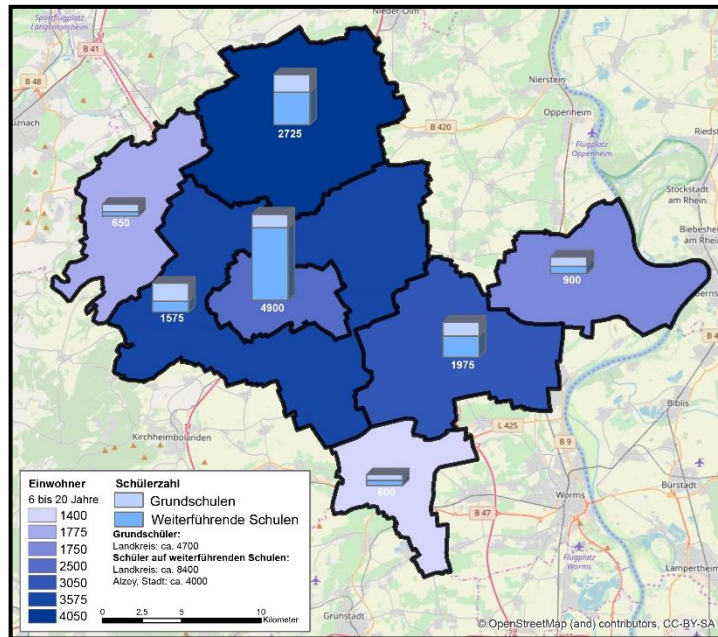 Sportflugplatz
Langenlonsheim
B 41
B 48
uznach
Nieder-Olm
Nierstein
Oppenheim
B 420
Flugplatz
Oppenheim
Riedst
Stockstadt
am Rhein
Biebeshei
am Rhei
Gernsh
2725
650
900
4900
1575
1975
B 4
Biblis
L 425
B 9
Kirchheimbolanden
600
Bürstadt
Worms
B 47
Flugplatz
Worms
Lampertheim
Grünstadt
Einwohner
6 bis 20 Jahre
1400
1775
1750
2500
3050
3575
4050
Schülerzahl
Grundschulen
Weiterführende Schulen
Grundschüler:
Landkreis: ca. 4700
Schüler auf weiterführenden Schulen:
Landkreis: ca. 8400
Alzey, Stadt: ca. 4000
0 2,5 5 10
Kilometer
© OpenStreetMap (and) contributors, CC-BY-SA